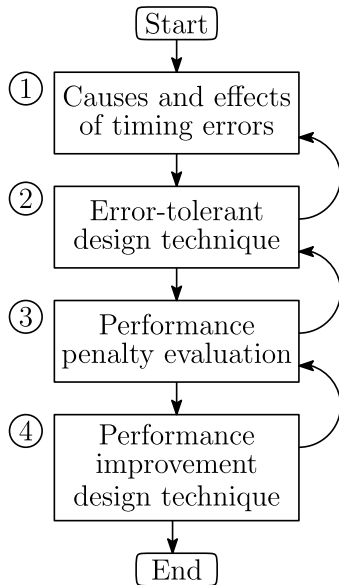 Start
①
Causes and effects
of timing errors
②
Error-tolerant
design technique
③
Performance
penalty evaluation
④
Performance
improvement
design technique
End